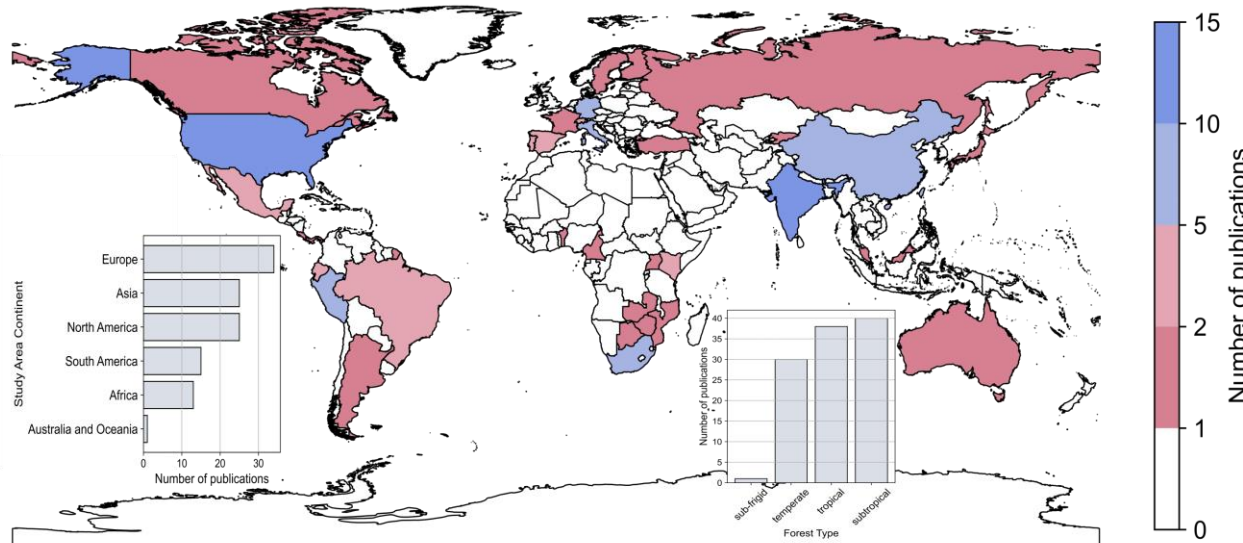 15
10
5
2
1
0
Number of publications
Study Area Continent
Europe
Asia
North America
South America
Africa
Australia and Oceania
0 10 20 30
Number of publications
Number of publications
40
35
30
25
20
15
10
5
0
sub-frigid temperate tropical subtropical
Forest Type